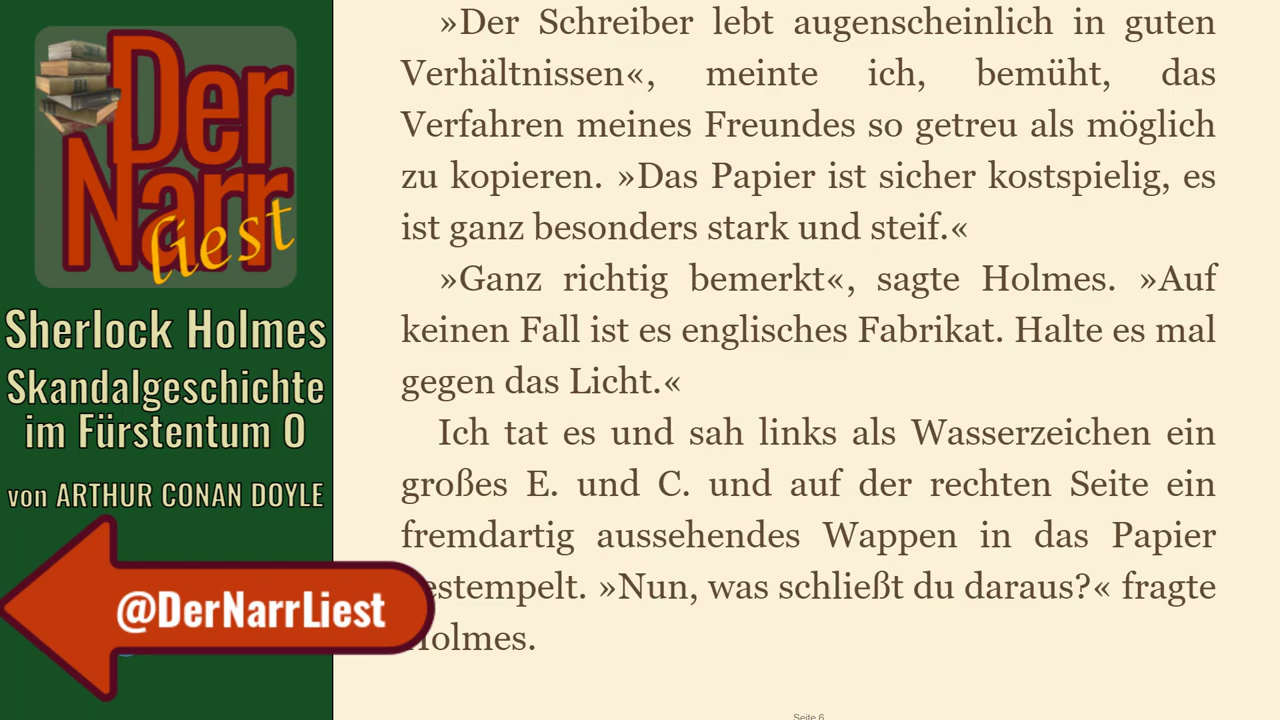 Der
Narr
liest
Sherlock Holmes
Skandalgeschichte
im Fürstentum O
von ARTHUR CONAN DOYLE
@DerNarrLiest
»Der Schreiber lebt augenscheinlich in guten
Verhältnissen«, meinte ich, bemüht, das
Verfahren meines Freundes so getreu als möglich
zu kopieren. »Das Papier ist sicher kostspielig, es
ist ganz besonders stark und steif.«
»Ganz richtig bemerkt«, sagte Holmes. »Auf
keinen Fall ist es englisches Fabrikat. Halte es mal
gegen das Licht.«
Ich tat es und sah links als Wasserzeichen ein
großes E. und C. und auf der rechten Seite ein
fremdartig aussehendes Wappen in das Papier
estempelt. »Nun, was schließt du daraus?« fragte
Holmes.
Seite 6